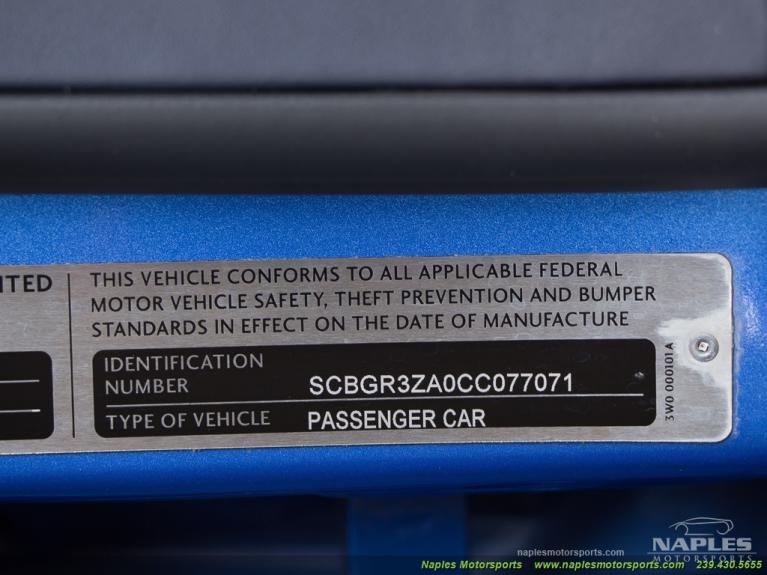 ITED
THIS VEHICLE CONFORMS TO ALL APPLICABLE FEDERAL
MOTOR VEHICLE SAFETY, THEFT PREVENTION AND BUMPER
STANDARDS IN EFFECT ON THE DATE OF MANUFACTURE
IDENTIFICATION
NUMBER SCBGR3ZA0CC077071
TYPE OF VEHICLE PASSENGER CAR
3W0 000101A
NAPLES
MOTORSPORTS
naplesmotorsports.com
Naples Motorsports www.naplesmotorsports.com 239.430.5655